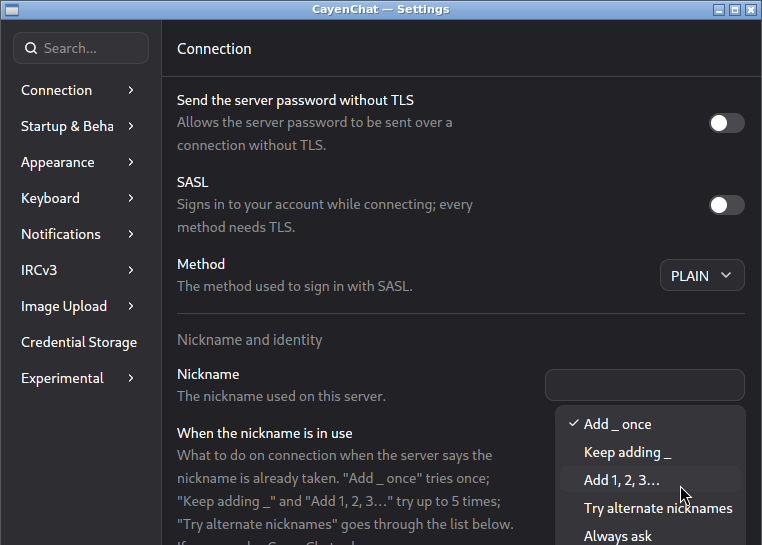 CayenChat — Settings
Search...
Connection
Startup & Beha
Appearance
Keyboard
Notifications
IRCv3
Image Upload
Credential Storage
Experimental
Connection
Send the server password without TLS
Allows the server password to be sent over a
connection without TLS.
SASL
Signs in to your account while connecting; every
method needs TLS.
Method
The method used to sign in with SASL.
PLAIN
Nickname and identity
Nickname
The nickname used on this server.
When the nickname is in use
What to do on connection when the server says the
nickname is already taken. "Add _ once" tries once;
"Keep adding _" and "Add 1, 2, 3…" try up to 5 times;
"Try alternate nicknames" goes through the list below.
Add _ once
Keep adding _
Add 1, 2, 3…
Try alternate nicknames
Always ask